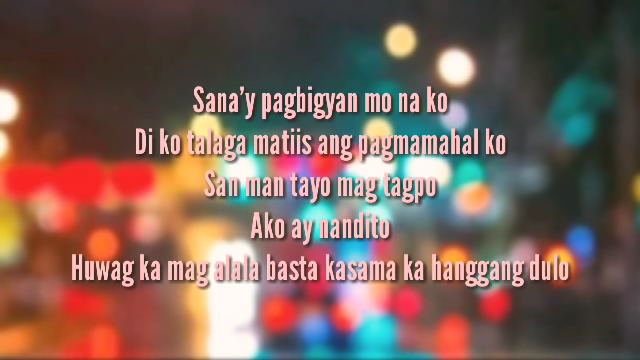 Sana'y pagbigyan mo na ko
Di ko talaga matiis ang pagmamahal ko
San man tayo mag tagpo
Ako ay nandito
Huwag ka mag alala basta kasama ka hanggang dulo